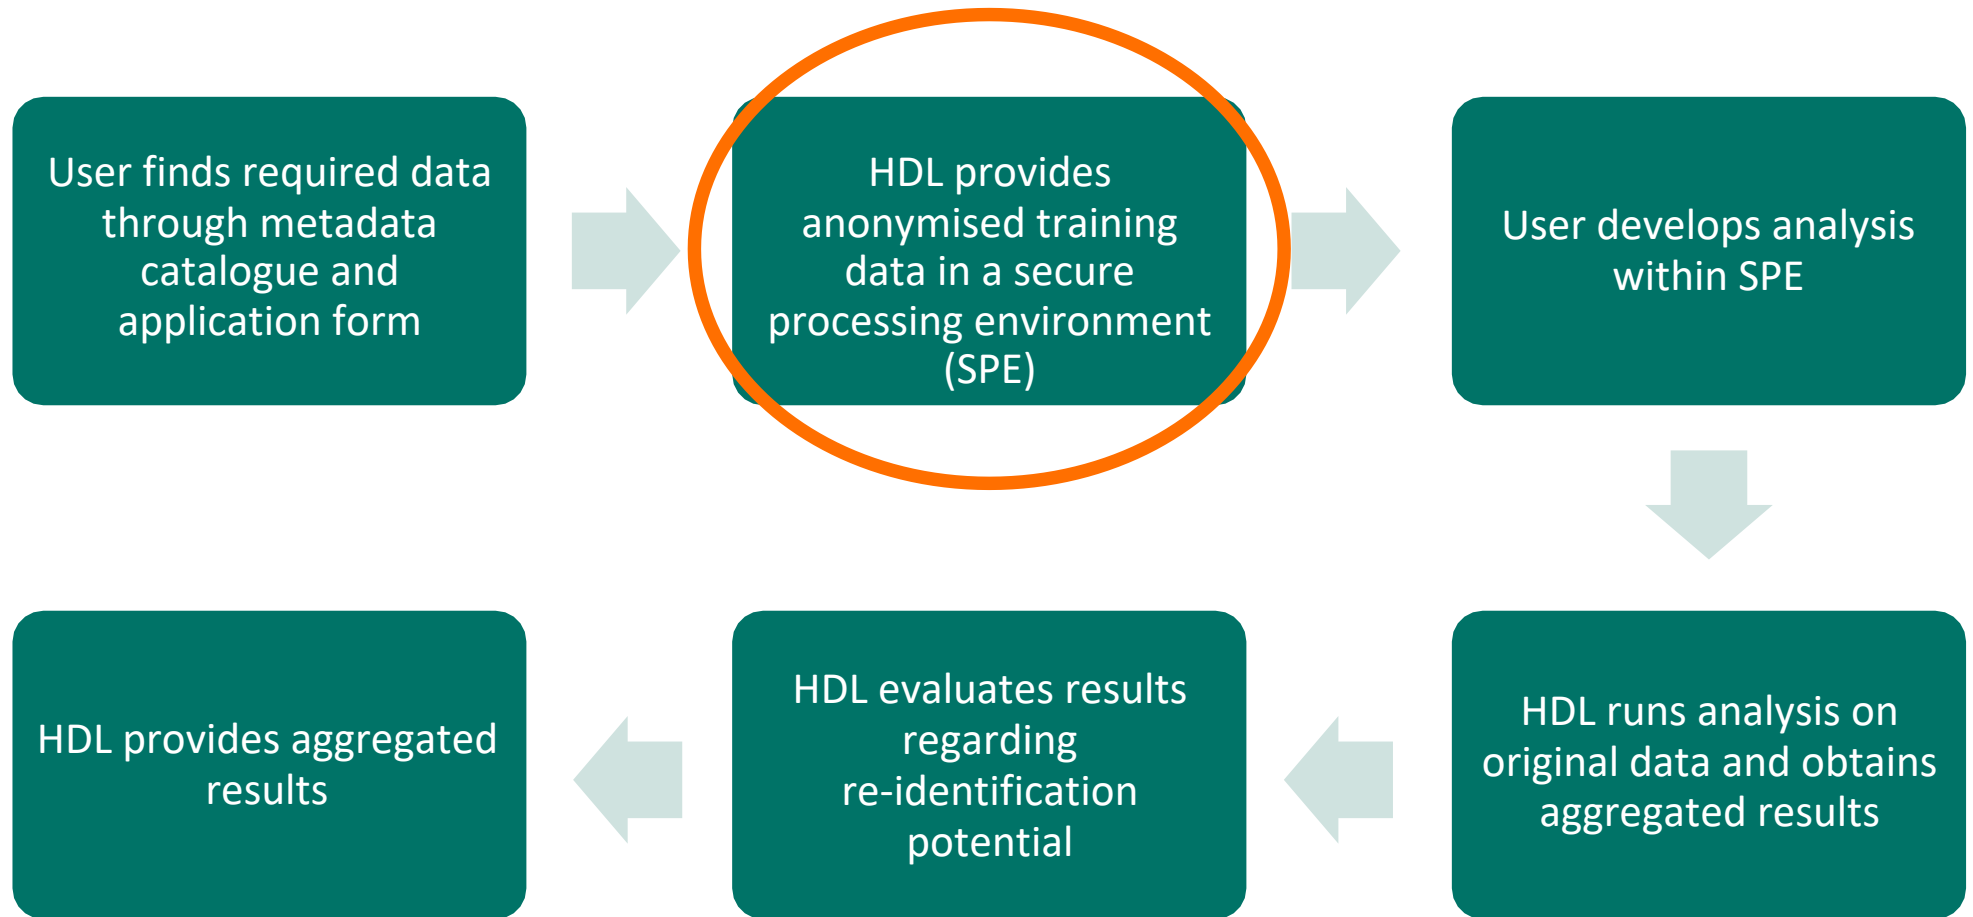 User finds required data
through metadata
catalogue and
application form
HDL provides
anonymised training
data in a secure
processing environment
(SPE)
User develops analysis
within SPE
HDL runs analysis on
original data and obtains
aggregated results
HDL evaluates results
regarding
re-identification
potential
HDL provides aggregated
results